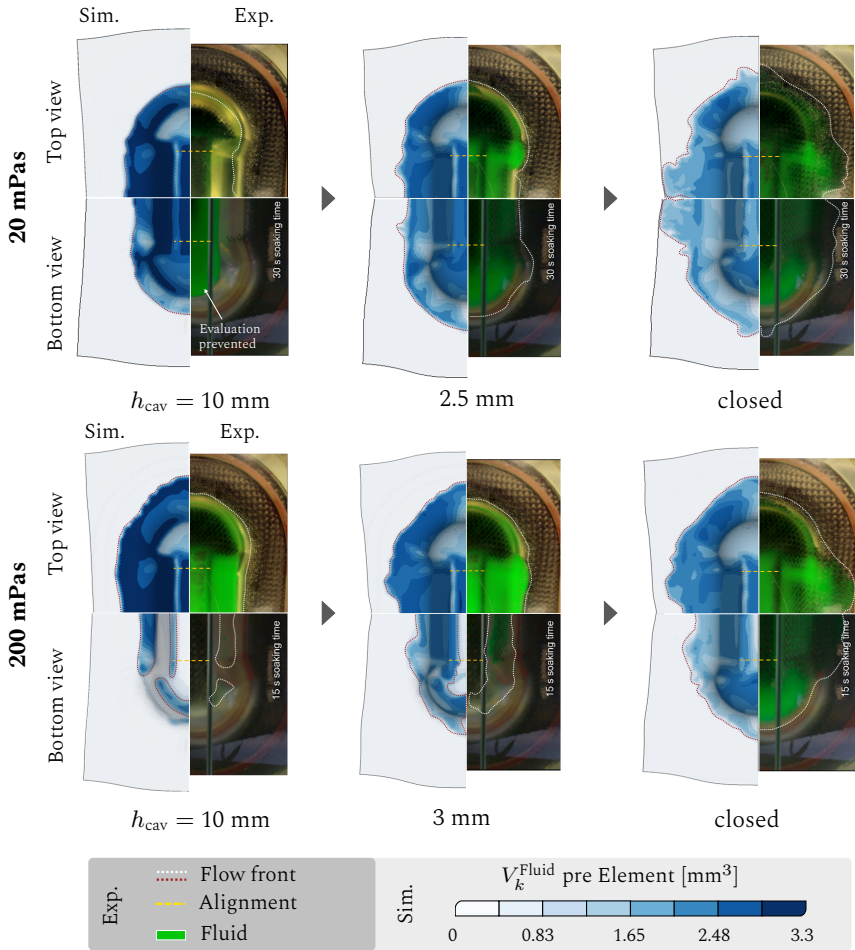 Sim. Exp.
20 mPas
Top view
Bottom view
30 s soaking time
30 s soaking time
30 s soaking time
Evaluation
prevented
h_cav = 10 mm 2.5 mm closed
Sim. Exp.
200 mPas
Top view
Bottom view
15 s soaking time
15 s soaking time
15 s soaking time
h_cav = 10 mm 3 mm closed
Exp.
Flow front
Alignment
Fluid
Sim.
V_k^Fluid pre Element [mm³]
0 0.83 1.65 2.48 3.3